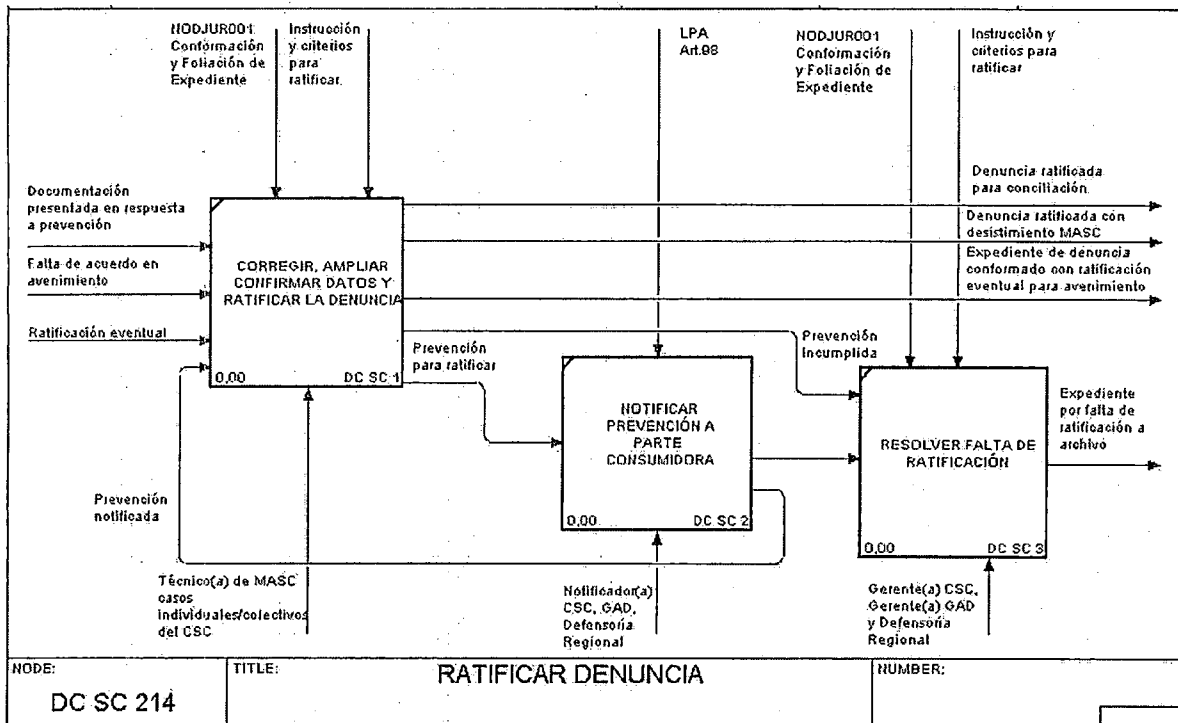 NODJUR001
Conformación
y Foliación de
Expediente
Instrucción
y criterios
para
ratificar.
LPA
Art.98
NODJUR001
Conformación
y Foliación de
Expediente
Instrucción y
criterios para
ratificar
Documentación
presentada en respuesta
a prevención
Falta de acuerdo en
avenimiento
Ratificación eventual
CORREGIR, AMPLIAR
CONFIRMAR DATOS Y
RATIFICAR LA DENUNCIA
0,00 DC SC 1
Denuncia ratificada
para conciliación
Denuncia ratificada con
desistimiento MASC
Expediente de denuncia
conformado con ratificación
eventual para avenimiento
Prevención
para ratificar
Prevención
incumplida
NOTIFICAR
PREVENCIÓN A
PARTE
CONSUMIDORA
0,00 DC SC 2
RESOLVER FALTA DE
RATIFICACIÓN
0,00 DC SC 3
Expediente
por falta de
ratificación a
archivo
Prevención
notificada
Técnico(a) de MASC
casos
individuales/colectivos
del CSC
Notificador(a)
CSC, GAD,
Defensoría
Regional
Gerente(a) CSC,
Gerente(a) GAD
y Defensoría
Regional
NODE:
DC SC 214
TITLE:
RATIFICAR DENUNCIA
NUMBER: